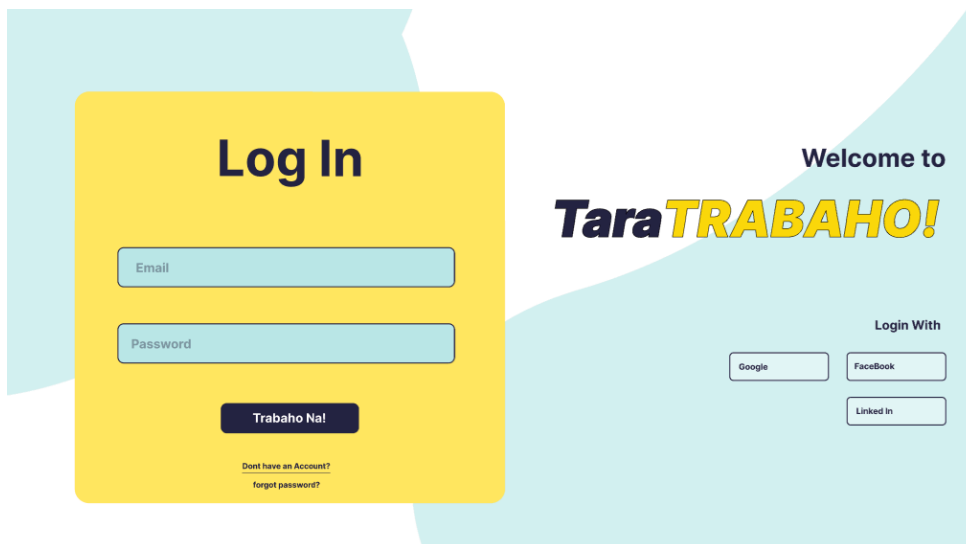 Log In
Email
Password
Trabaho Na!
Dont have an Account?
forgot password?
Welcome to
TaraTRABAHO!
Login With
Google
FaceBook
Linked In